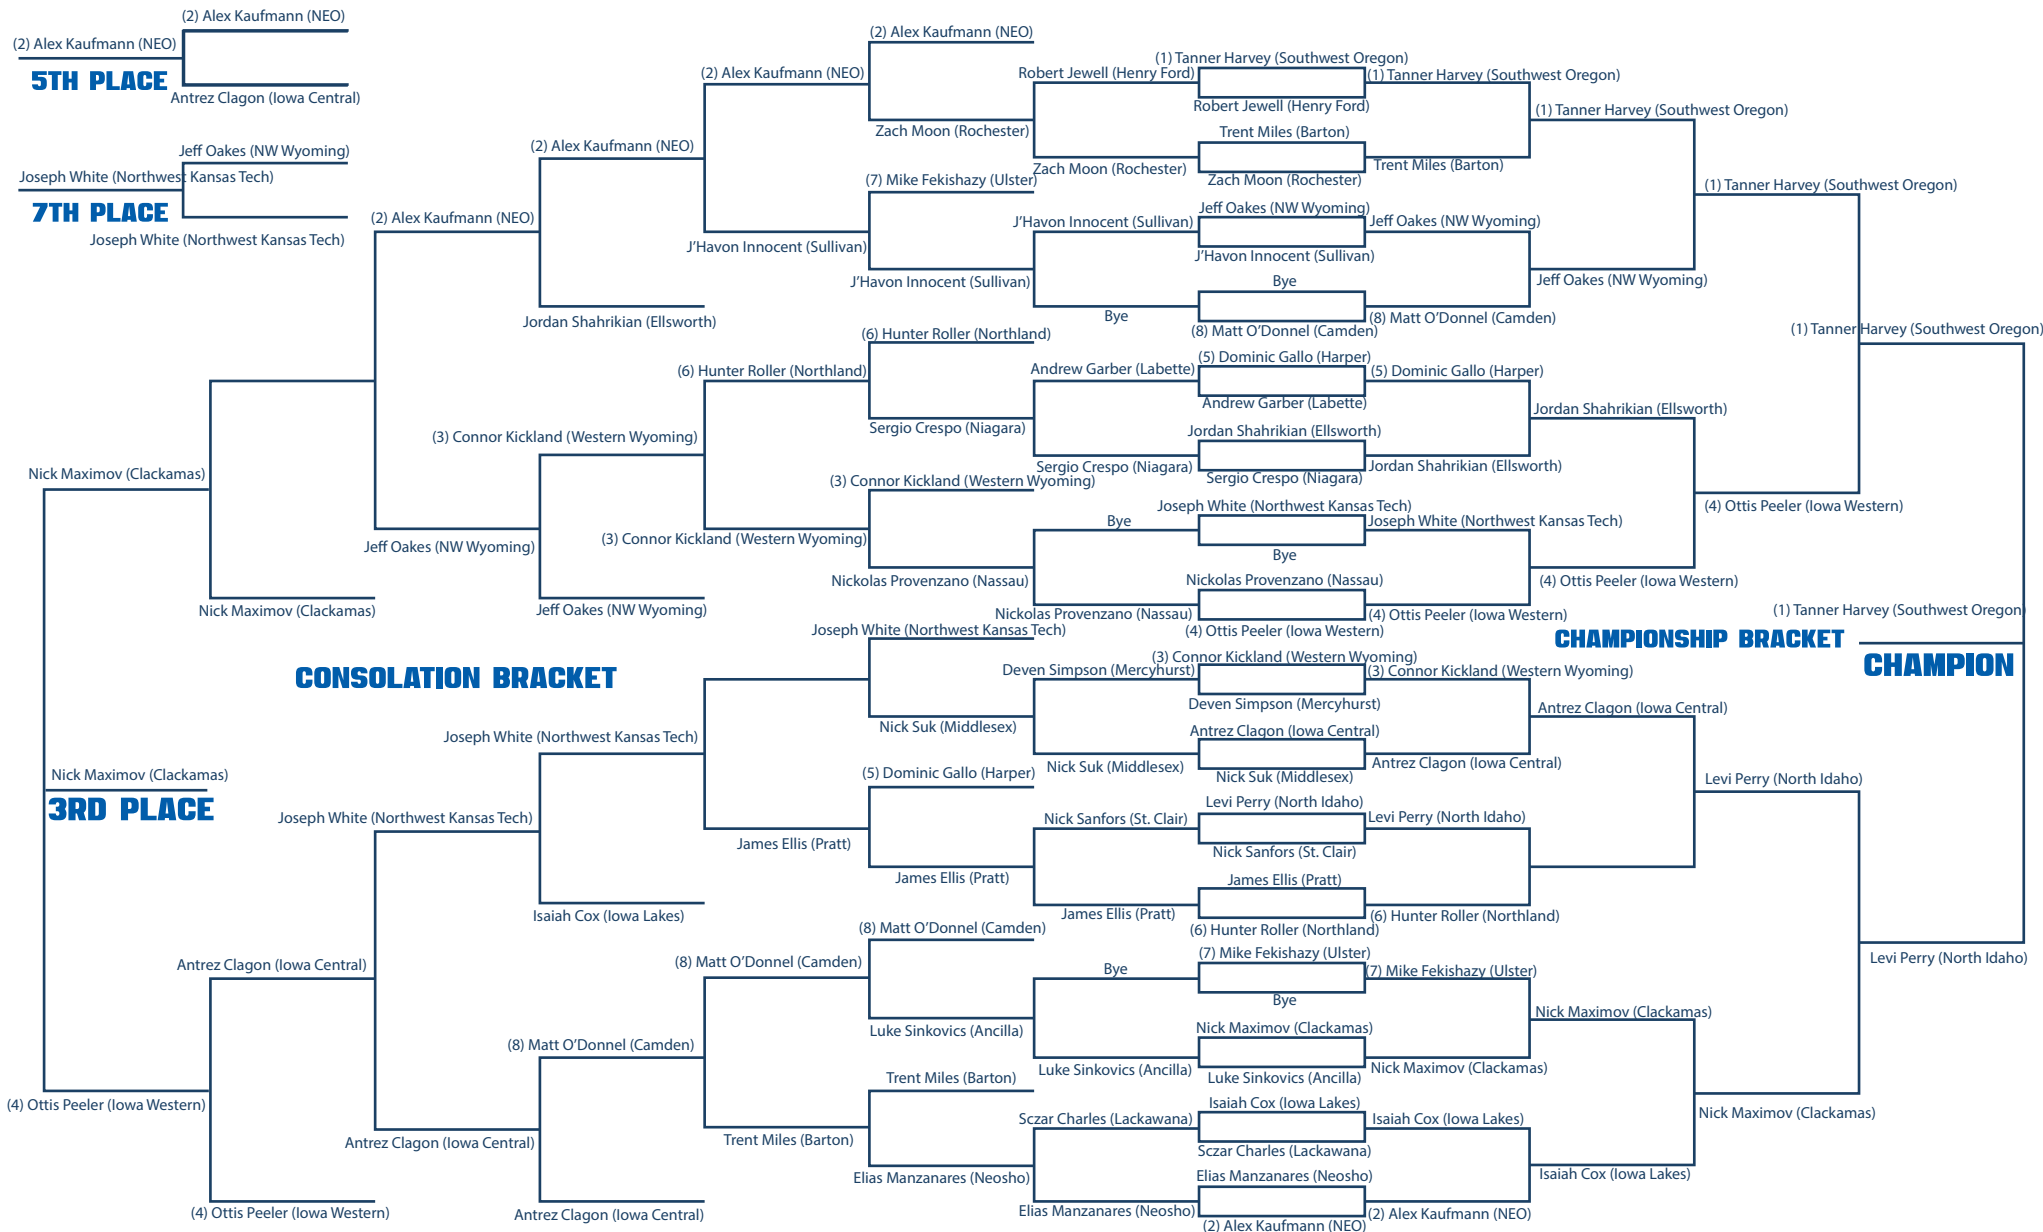 (2) Alex Kaufmann (NEO)
(2) Alex Kaufmann (NEO)
5TH PLACE
Antrez Clagon (Iowa Central)
Jeff Oakes (NW Wyoming)
Joseph White (Northwest Kansas Tech)
7TH PLACE
Joseph White (Northwest Kansas Tech)
Nick Maximov (Clackamas)
Nick Maximov (Clackamas)
3RD PLACE
(4) Ottis Peeler (Iowa Western)
(2) Alex Kaufmann (NEO)
Nick Maximov (Clackamas)
CONSOLATION BRACKET
Antrez Clagon (Iowa Central)
(4) Ottis Peeler (Iowa Western)
(2) Alex Kaufmann (NEO)
Jeff Oakes (NW Wyoming)
Joseph White (Northwest Kansas Tech)
Antrez Clagon (Iowa Central)
(2) Alex Kaufmann (NEO)
Jordan Shahrikian (Ellsworth)
(3) Connor Kickland (Western Wyoming)
Jeff Oakes (NW Wyoming)
Joseph White (Northwest Kansas Tech)
Isaiah Cox (Iowa Lakes)
(8) Matt O’Donnel (Camden)
Antrez Clagon (Iowa Central)
(2) Alex Kaufmann (NEO)
J’Havon Innocent (Sullivan)
(6) Hunter Roller (Northland)
(3) Connor Kickland (Western Wyoming)
James Ellis (Pratt)
(8) Matt O’Donnel (Camden)
Trent Miles (Barton)
Zach Moon (Rochester)
(7) Mike Fekishazy (Ulster)
J’Havon Innocent (Sullivan)
(6) Hunter Roller (Northland)
Sergio Crespo (Niagara)
(3) Connor Kickland (Western Wyoming)
Nickolas Provenzano (Nassau)
Joseph White (Northwest Kansas Tech)
Nick Suk (Middlesex)
(5) Dominic Gallo (Harper)
James Ellis (Pratt)
(8) Matt O’Donnel (Camden)
Luke Sinkovics (Ancilla)
Trent Miles (Barton)
Elias Manzanares (Neosho)
Robert Jewell (Henry Ford)
Zach Moon (Rochester)
J’Havon Innocent (Sullivan)
Bye
Andrew Garber (Labette)
Sergio Crespo (Niagara)
Bye
Nickolas Provenzano (Nassau)
Deven Simpson (Mercyhurst)
Nick Suk (Middlesex)
Nick Sanfors (St. Clair)
James Ellis (Pratt)
Bye
Luke Sinkovics (Ancilla)
Sczar Charles (Lackawana)
Elias Manzanares (Neosho)
(1) Tanner Harvey (Southwest Oregon)
Robert Jewell (Henry Ford)
Trent Miles (Barton)
Zach Moon (Rochester)
Jeff Oakes (NW Wyoming)
J’Havon Innocent (Sullivan)
Bye
(8) Matt O’Donnel (Camden)
(5) Dominic Gallo (Harper)
Andrew Garber (Labette)
Jordan Shahrikian (Ellsworth)
Sergio Crespo (Niagara)
Joseph White (Northwest Kansas Tech)
Bye
Nickolas Provenzano (Nassau)
(4) Ottis Peeler (Iowa Western)
(3) Connor Kickland (Western Wyoming)
Deven Simpson (Mercyhurst)
Antrez Clagon (Iowa Central)
Nick Suk (Middlesex)
Levi Perry (North Idaho)
Nick Sanfors (St. Clair)
James Ellis (Pratt)
(6) Hunter Roller (Northland)
(7) Mike Fekishazy (Ulster)
Bye
Nick Maximov (Clackamas)
Luke Sinkovics (Ancilla)
Isaiah Cox (Iowa Lakes)
Sczar Charles (Lackawana)
Elias Manzanares (Neosho)
(2) Alex Kaufmann (NEO)
(1) Tanner Harvey (Southwest Oregon)
Trent Miles (Barton)
Jeff Oakes (NW Wyoming)
(8) Matt O’Donnel (Camden)
(5) Dominic Gallo (Harper)
Jordan Shahrikian (Ellsworth)
Joseph White (Northwest Kansas Tech)
(4) Ottis Peeler (Iowa Western)
(3) Connor Kickland (Western Wyoming)
Antrez Clagon (Iowa Central)
Levi Perry (North Idaho)
(6) Hunter Roller (Northland)
(7) Mike Fekishazy (Ulster)
Nick Maximov (Clackamas)
Isaiah Cox (Iowa Lakes)
(2) Alex Kaufmann (NEO)
(1) Tanner Harvey (Southwest Oregon)
Jeff Oakes (NW Wyoming)
Jordan Shahrikian (Ellsworth)
(4) Ottis Peeler (Iowa Western)
Antrez Clagon (Iowa Central)
Nick Maximov (Clackamas)
Isaiah Cox (Iowa Lakes)
(1) Tanner Harvey (Southwest Oregon)
(4) Ottis Peeler (Iowa Western)
Levi Perry (North Idaho)
Nick Maximov (Clackamas)
(1) Tanner Harvey (Southwest Oregon)
Levi Perry (North Idaho)
(1) Tanner Harvey (Southwest Oregon)
CHAMPIONSHIP BRACKET
CHAMPION